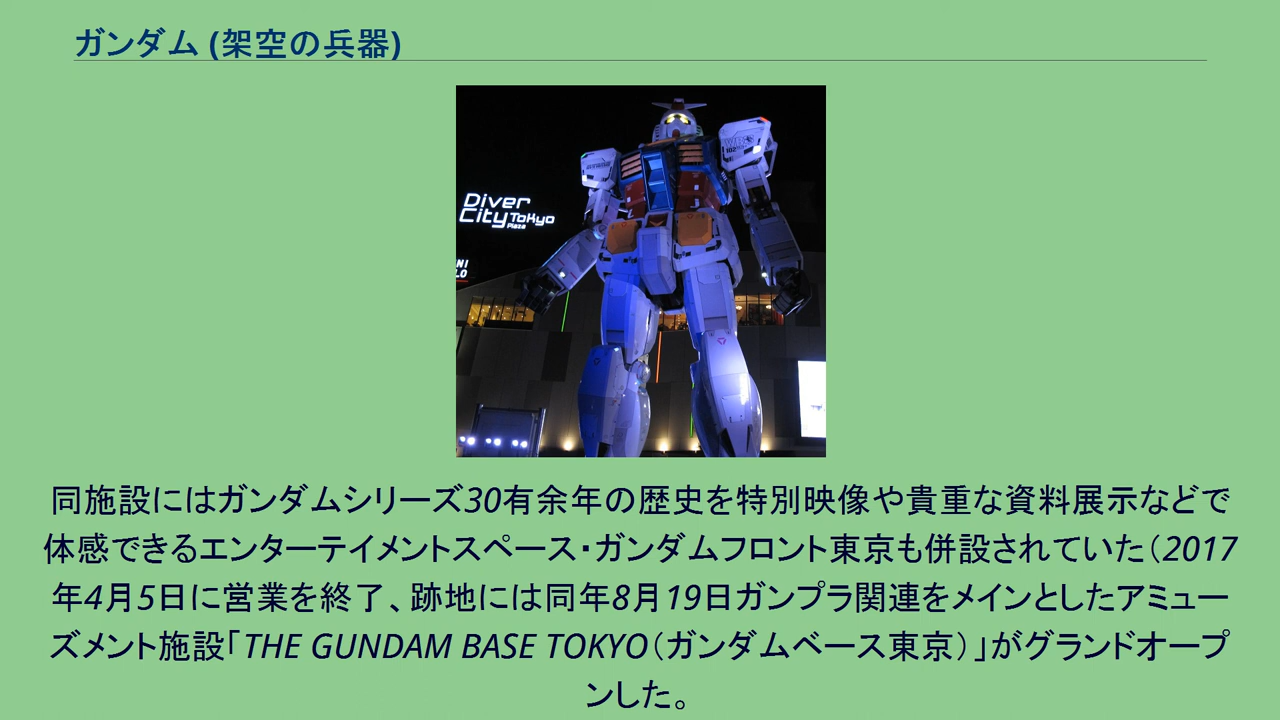 ガンダム (架空の兵器)
Diver
City Tokyo
Plaza
同施設にはガンダムシリーズ30有余年の歴史を特別映像や貴重な資料展示などで
体感できるエンターテイメントスペース・ガンダムフロント東京も併設されていた（2017
年4月5日に営業を終了、跡地には同年8月19日ガンプラ関連をメインとしたアミュー
ズメント施設「THE GUNDAM BASE TOKYO（ガンダムベース東京）」がグランドオープ
ンした。